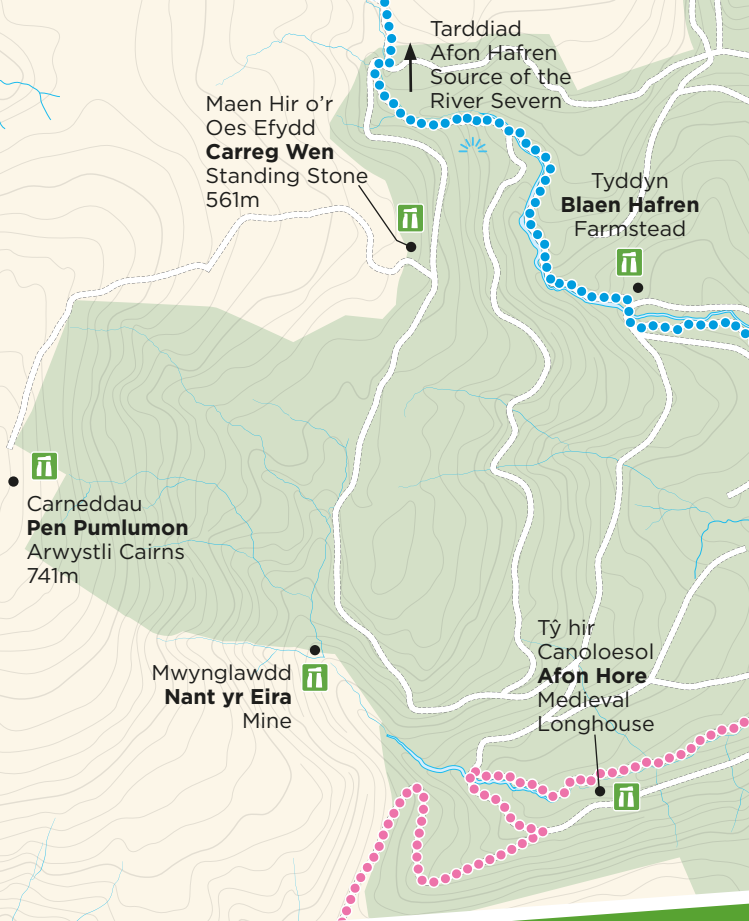 Tarddiad
Afon Hafren
Source of the
River Severn
Maen Hir o’r
Oes Efydd
Carreg Wen
Standing Stone
561m
Tyddyn
Blaen Hafren
Farmstead
Carneddau
Pen Pumlumon
Arwystli Cairns
741m
Tŷ hir
Canoloesol
Afon Hore
Medieval
Longhouse
Mwynglawdd
Nant yr Eira
Mine